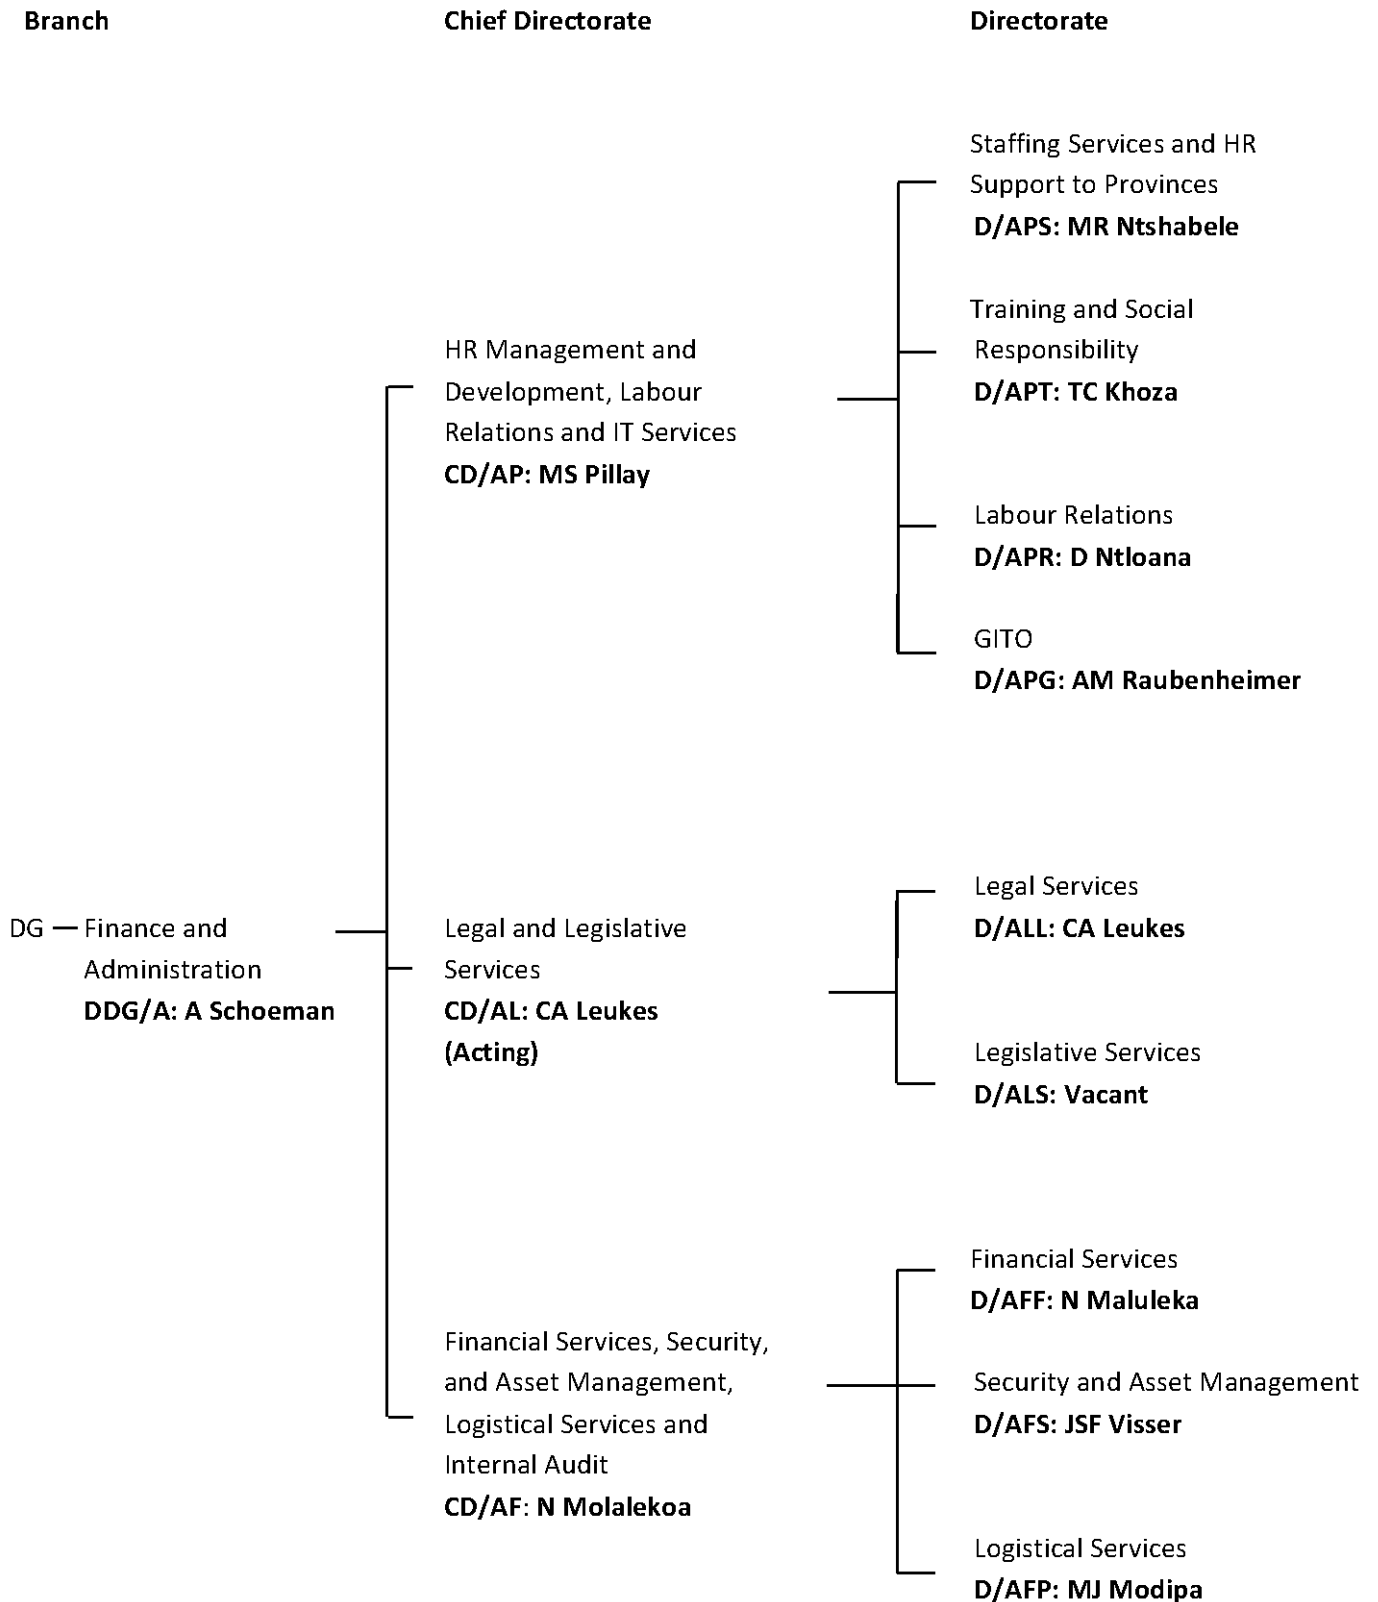 Branch
Chief Directorate
Directorate
Staffing Services and HR
Support to Provinces
D/APS: MR Ntshabele
Training and Social
Responsibility
D/APT: TC Khoza
HR Management and
Development, Labour
Relations and IT Services
CD/AP: MS Pillay
Labour Relations
D/APR: D Ntloana
GITO
D/APG: AM Raubenheimer
DG
Finance and
Administration
DDG/A: A Schoeman
Legal and Legislative
Services
CD/AL: CA Leukes
(Acting)
Legal Services
D/ALL: CA Leukes
Legislative Services
D/ALS: Vacant
Financial Services, Security,
and Asset Management,
Logistical Services and
Internal Audit
CD/AF: N Molalekoa
Financial Services
D/AFF: N Maluleka
Security and Asset Management
D/AFS: JSF Visser
Logistical Services
D/AFP: MJ Modipa